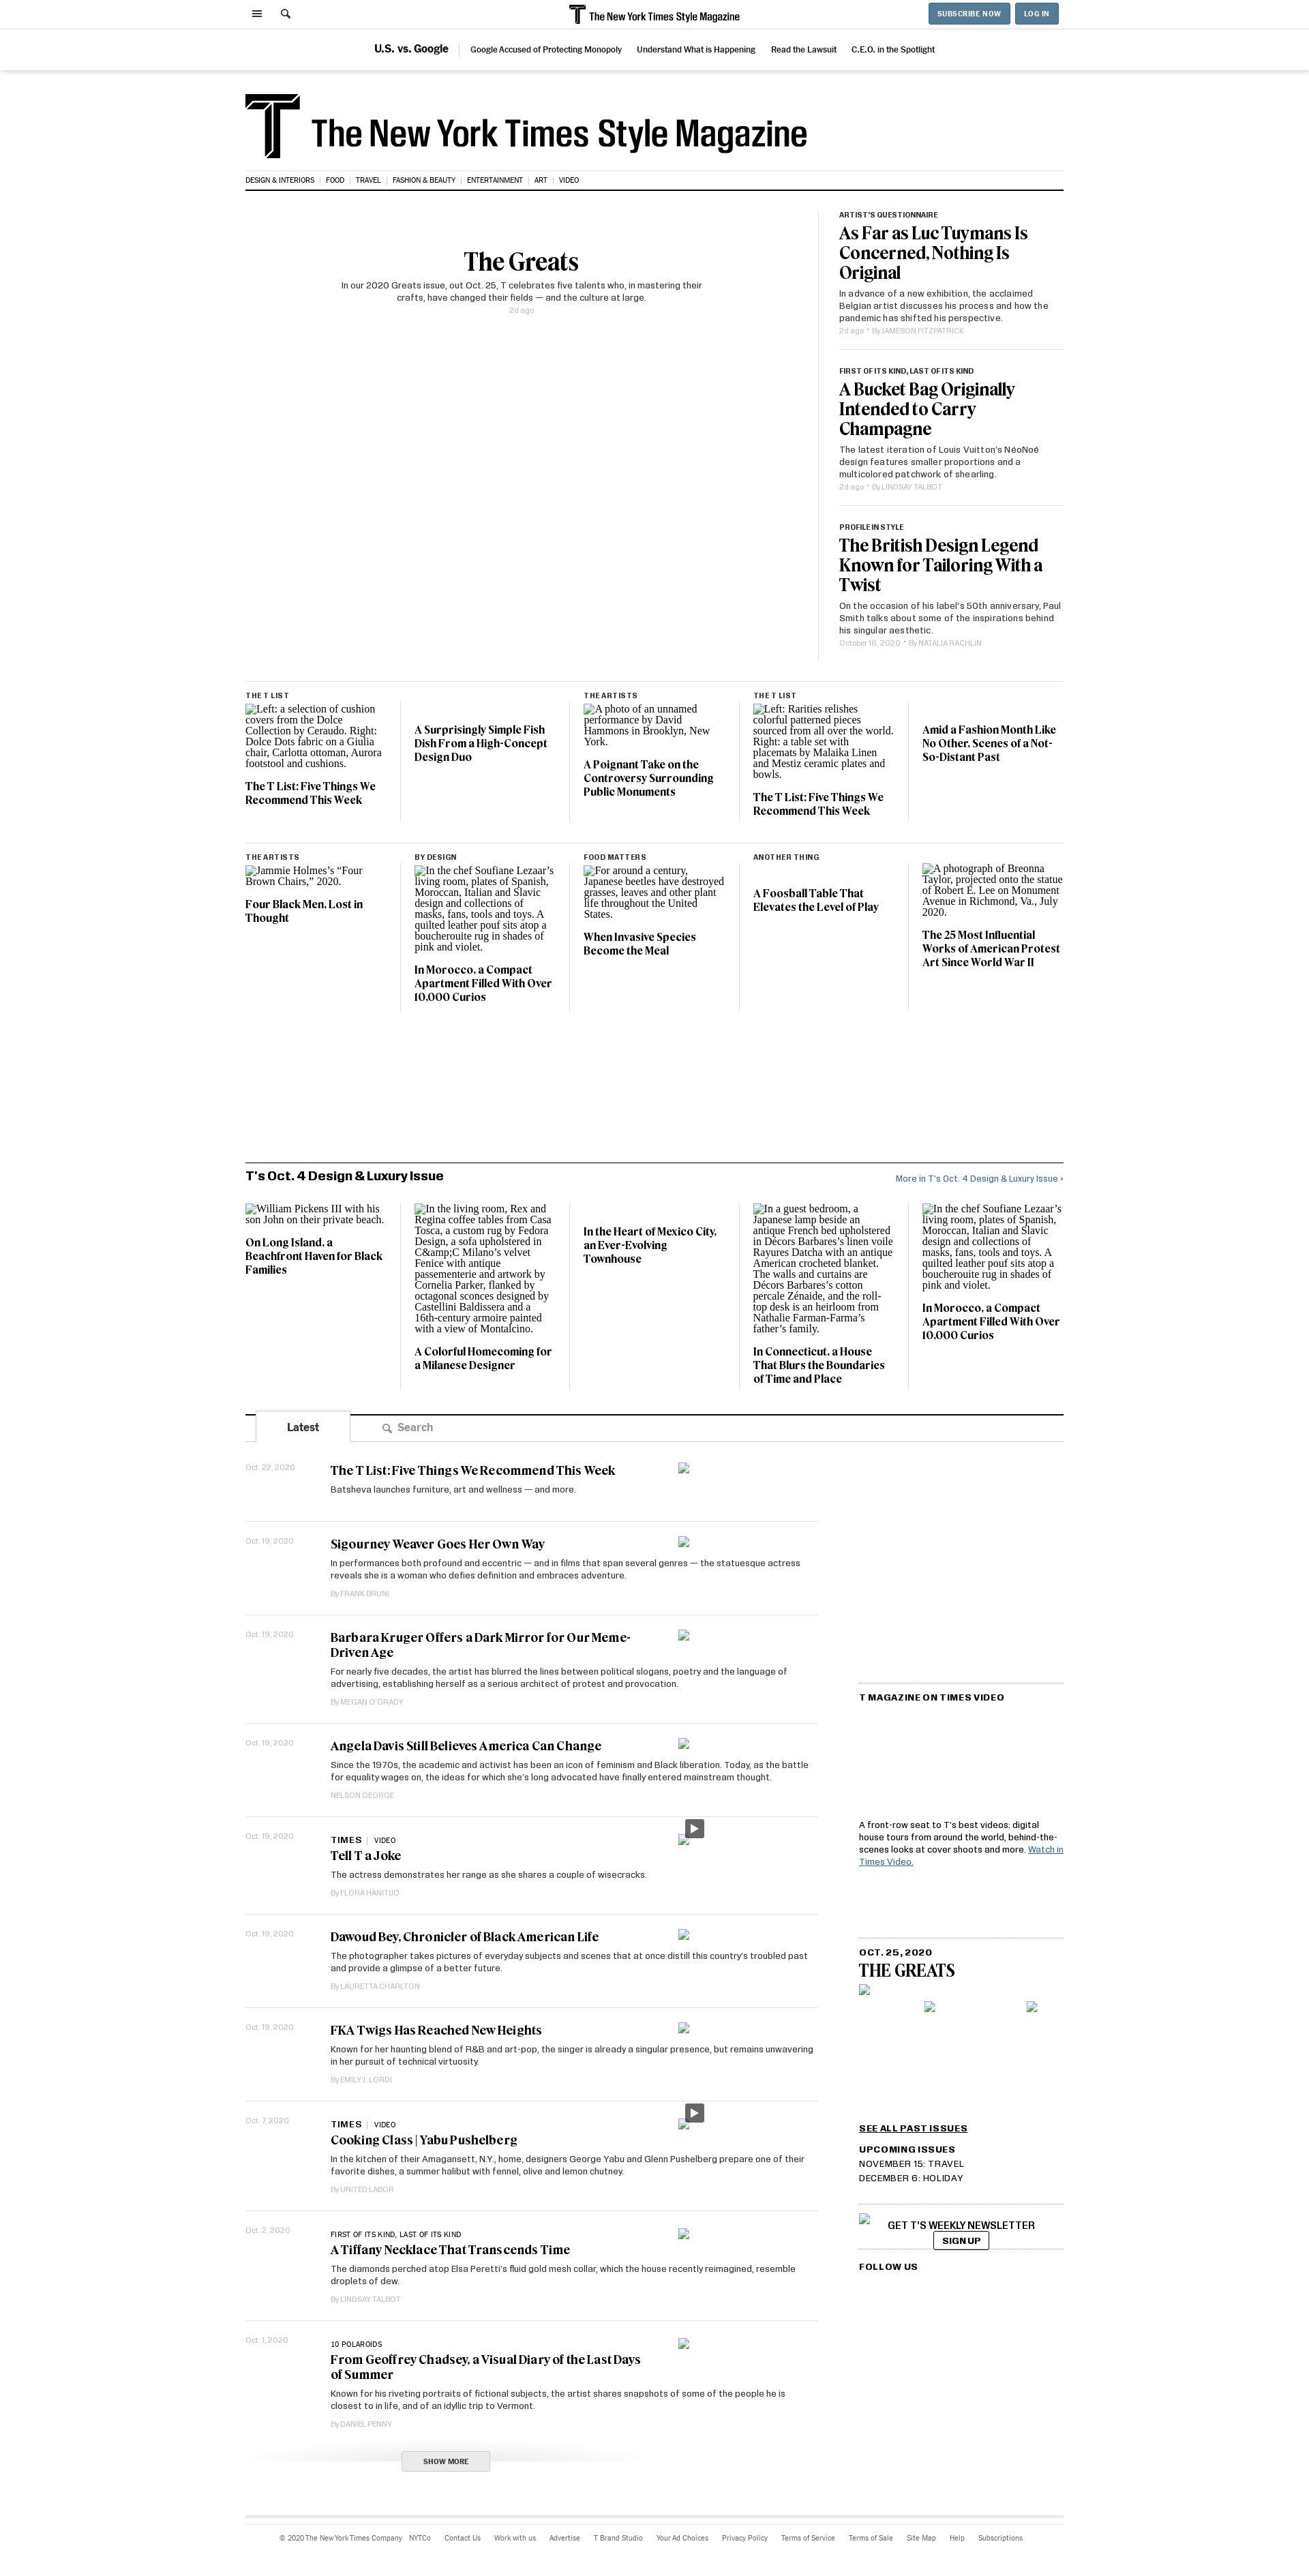 The New York Times Style Magazine
SUBSCRIBE NOW
LOG IN
U.S. vs. Google
Google Accused of Protecting Monopoly
Understand What is Happening
Read the Lawsuit
C.E.O. in the Spotlight
The New York Times Style Magazine
DESIGN & INTERIORS | FOOD | TRAVEL | FASHION & BEAUTY | ENTERTAINMENT | ART | VIDEO
The Greats
In our 2020 Greats issue, out Oct. 25, T celebrates five talents who, in mastering their
crafts, have changed their fields — and the culture at large.
2d ago
ARTIST'S QUESTIONNAIRE
As Far as Luc Tuymans Is
Concerned, Nothing Is
Original
In advance of a new exhibition, the acclaimed
Belgian artist discusses his process and how the
pandemic has shifted his perspective.
2d ago • By JAMESON FITZPATRICK
FIRST OF ITS KIND, LAST OF ITS KIND
A Bucket Bag Originally
Intended to Carry
Champagne
The latest iteration of Louis Vuitton's NéoNoé
design features smaller proportions and a
multicolored patchwork of shearling.
2d ago • By LINDSAY TALBOT
PROFILE IN STYLE
The British Design Legend
Known for Tailoring With a
Twist
On the occasion of his label's 50th anniversary, Paul
Smith talks about some of the inspirations behind
his singular aesthetic.
October 16, 2020 • By NATALIA RACHLIN
THE T LIST
Left: a selection of cushion
covers from the Dolce
Collection by Ceraudo. Right:
Dolce Dots fabric on a Giulia
chair, Carlotta ottoman, Aurora
footstool and cushions.
The T List: Five Things We
Recommend This Week
A Surprisingly Simple Fish
Dish From a High-Concept
Design Duo
THE ARTISTS
A photo of an unnamed
performance by David
Hammons in Brooklyn, New
York.
A Poignant Take on the
Controversy Surrounding
Public Monuments
THE T LIST
Left: Rarities relishes
colorful patterned pieces
sourced from all over the world.
Right: a table set with
placemats by Malaika Linen
and Mestiz ceramic plates and
bowls.
The T List: Five Things We
Recommend This Week
Amid a Fashion Month Like
No Other, Scenes of a Not-
So-Distant Past
THE ARTISTS
Jammie Holmes’s “Four
Brown Chairs,” 2020.
Four Black Men, Lost in
Thought
BY DESIGN
In the chef Soufiane Lezaar’s
living room, plates of Spanish,
Moroccan, Italian and Slavic
design and collections of
masks, fans, tools and toys. A
quilted leather pouf sits atop a
boucherouite rug in shades of
pink and violet.
In Morocco, a Compact
Apartment Filled With Over
10,000 Curios
FOOD MATTERS
For around a century,
Japanese beetles have destroyed
grasses, leaves and other plant
life throughout the United
States.
When Invasive Species
Become the Meal
ANOTHER THING
A Foosball Table That
Elevates the Level of Play
A photograph of Breonna
Taylor, projected onto the statue
of Robert E. Lee on Monument
Avenue in Richmond, Va., July
2020.
The 25 Most Influential
Works of American Protest
Art Since World War II
T's Oct. 4 Design & Luxury Issue
More in T's Oct. 4 Design & Luxury Issue ›
William Pickens III with his
son John on their private beach.
On Long Island, a
Beachfront Haven for Black
Families
In the living room, Rex and
Regina coffee tables from Casa
Tosca, a custom rug by Fedora
Design, a sofa upholstered in
C&amp;C Milano’s velvet
Fenice with antique
passementerie and artwork by
Cornelia Parker, flanked by
octagonal sconces designed by
Castellini Baldissera and a
16th-century armoire painted
with a view of Montalcino.
A Colorful Homecoming for
a Milanese Designer
In the Heart of Mexico City,
an Ever-Evolving
Townhouse
In a guest bedroom, a
Japanese lamp beside an
antique French bed upholstered
in Décors Barbares’s linen voile
Rayures Datcha with an antique
American crocheted blanket.
The walls and curtains are
Décors Barbares’s cotton
percale Zénaide, and the roll-
top desk is an heirloom from
Nathalie Farman-Farma’s
father’s family.
In Connecticut, a House
That Blurs the Boundaries
of Time and Place
In the chef Soufiane Lezaar’s
living room, plates of Spanish,
Moroccan, Italian and Slavic
design and collections of
masks, fans, tools and toys. A
quilted leather pouf sits atop a
boucherouite rug in shades of
pink and violet.
In Morocco, a Compact
Apartment Filled With Over
10,000 Curios
Latest
Search
Oct. 22, 2020
The T List: Five Things We Recommend This Week
Batsheva launches furniture, art and wellness — and more.
Oct. 19, 2020
Sigourney Weaver Goes Her Own Way
In performances both profound and eccentric — and in films that span several genres — the statuesque actress
reveals she is a woman who defies definition and embraces adventure.
By FRANK BRUNI
Oct. 19, 2020
Barbara Kruger Offers a Dark Mirror for Our Meme-
Driven Age
For nearly five decades, the artist has blurred the lines between political slogans, poetry and the language of
advertising, establishing herself as a serious architect of protest and provocation.
By MEGAN O'GRADY
Oct. 19, 2020
Angela Davis Still Believes America Can Change
Since the 1970s, the academic and activist has been an icon of feminism and Black liberation. Today, as the battle
for equality wages on, the ideas for which she's long advocated have finally entered mainstream thought.
NELSON GEORGE
Oct. 19, 2020
TIMES | VIDEO
Tell T a Joke
The actress demonstrates her range as she shares a couple of wisecracks.
By FLORA HANITIJO
Oct. 19, 2020
Dawoud Bey, Chronicler of Black American Life
The photographer takes pictures of everyday subjects and scenes that at once distill this country's troubled past
and provide a glimpse of a better future.
By LAURETTA CHARLTON
Oct. 19, 2020
FKA Twigs Has Reached New Heights
Known for her haunting blend of R&B and art-pop, the singer is already a singular presence, but remains unwavering
in her pursuit of technical virtuosity.
By EMILY J. LORDI
Oct. 7, 2020
TIMES | VIDEO
Cooking Class | Yabu Pushelberg
In the kitchen of their Amagansett, N.Y., home, designers George Yabu and Glenn Pushelberg prepare one of their
favorite dishes, a summer halibut with fennel, olive and lemon chutney.
By UNITED LABOR
Oct. 2, 2020
FIRST OF ITS KIND, LAST OF ITS KIND
A Tiffany Necklace That Transcends Time
The diamonds perched atop Elsa Peretti's fluid gold mesh collar, which the house recently reimagined, resemble
droplets of dew.
By LINDSAY TALBOT
Oct. 1, 2020
10 POLAROIDS
From Geoffrey Chadsey, a Visual Diary of the Last Days
of Summer
Known for his riveting portraits of fictional subjects, the artist shares snapshots of some of the people he is
closest to in life, and of an idyllic trip to Vermont.
By DANIEL PENNY
SHOW MORE
T MAGAZINE ON TIMES VIDEO
A front-row seat to T's best videos: digital
house tours from around the world, behind-the-
scenes looks at cover shoots and more. Watch in
Times Video.
OCT. 25, 2020
THE GREATS
SEE ALL PAST ISSUES
UPCOMING ISSUES
NOVEMBER 15: TRAVEL
DECEMBER 6: HOLIDAY
GET T'S WEEKLY NEWSLETTER
SIGN UP
FOLLOW US
© 2020 The New York Times Company NYTCo Contact Us Work with us Advertise T Brand Studio Your Ad Choices Privacy Policy Terms of Service Terms of Sale Site Map Help Subscriptions